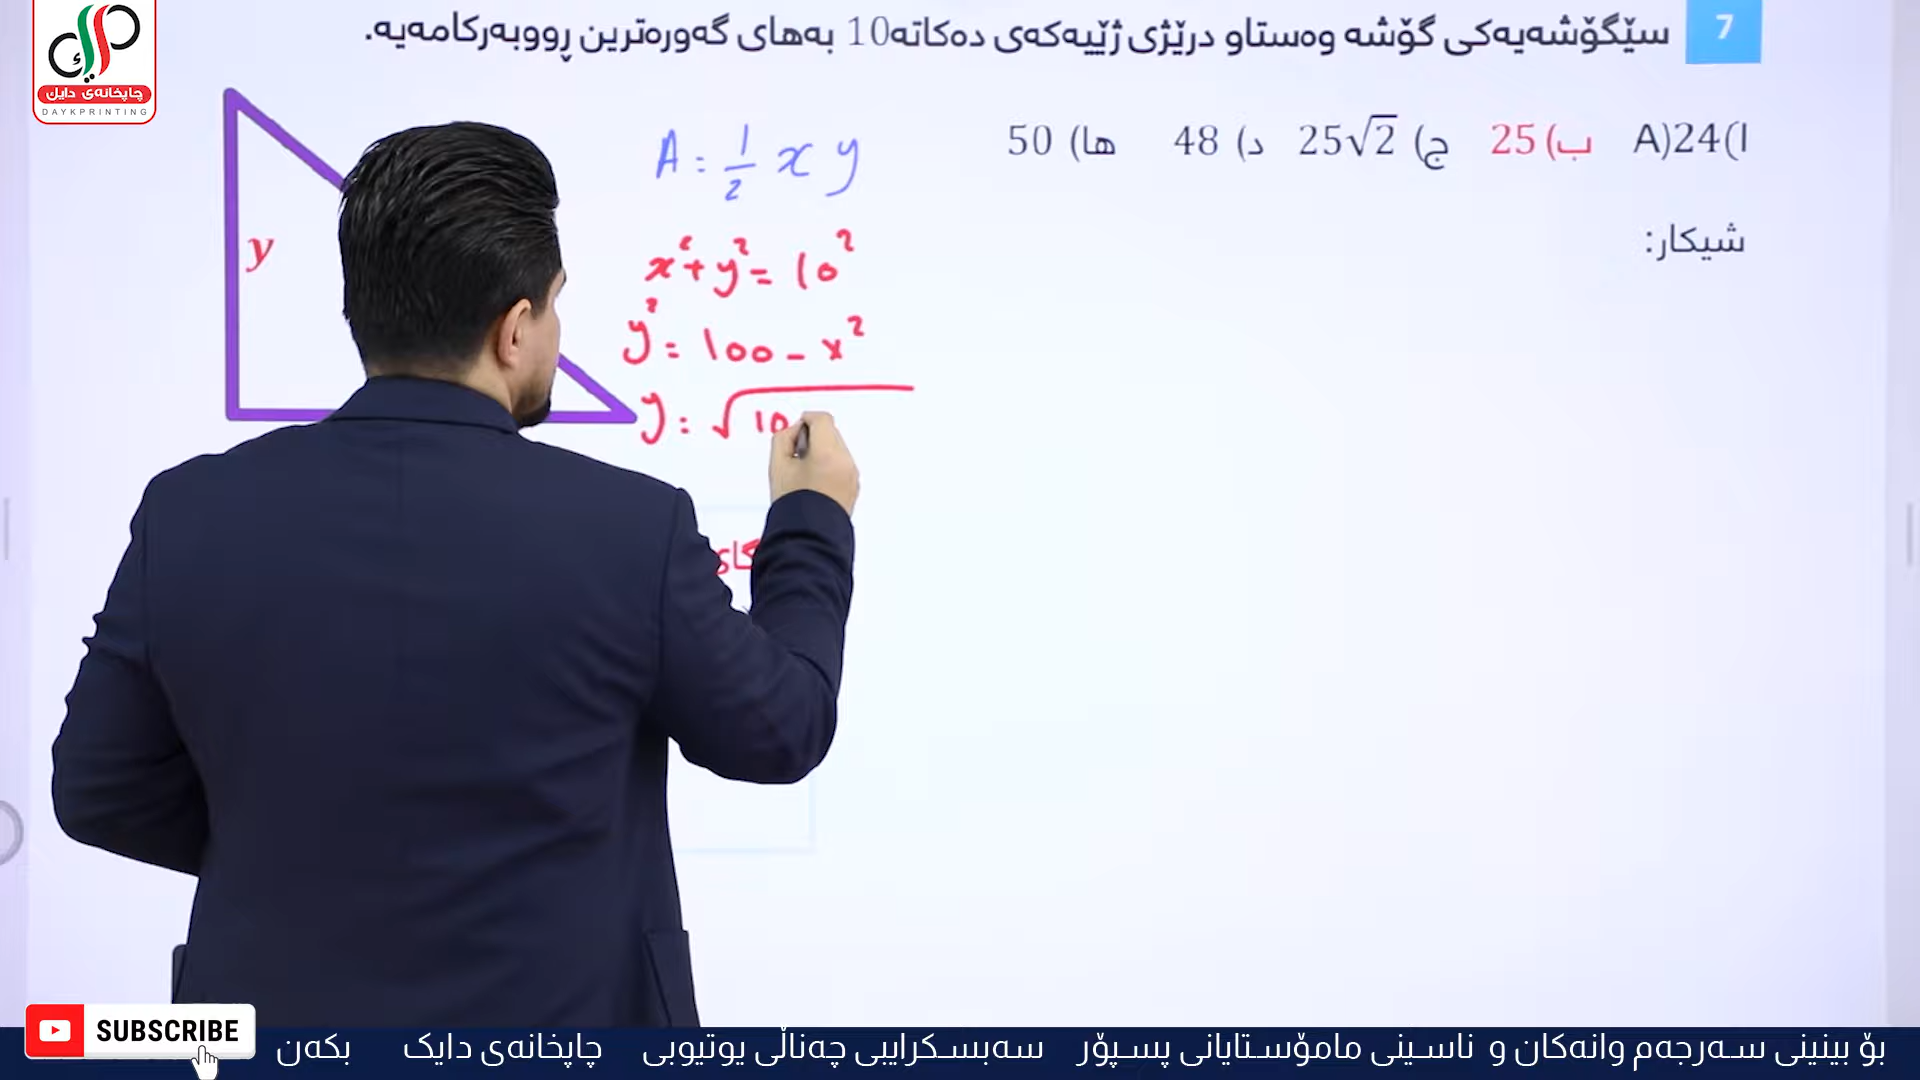 چاپخانەی دایك
DAYKPRINTING
7 سێگۆشەیەکی گۆشە وەستاو درێژی ژێیەکەی دەکاتە10 بەهای گەورەترین ڕووبەرکامەیە.
ا)A)24 ب)25 ج) 25√2 د) 48 ها) 50
شیکار:
y
A = 1/2 x y
x² + y² = 10²
y² = 100 - x²
y = √10
SUBSCRIBE
بۆ بینینی سەرجەم وانەکان و ناسینی مامۆستایانی پسپۆر سەبسکرایبی چەناڵی یوتیوبی چاپخانەی دایک بکەن